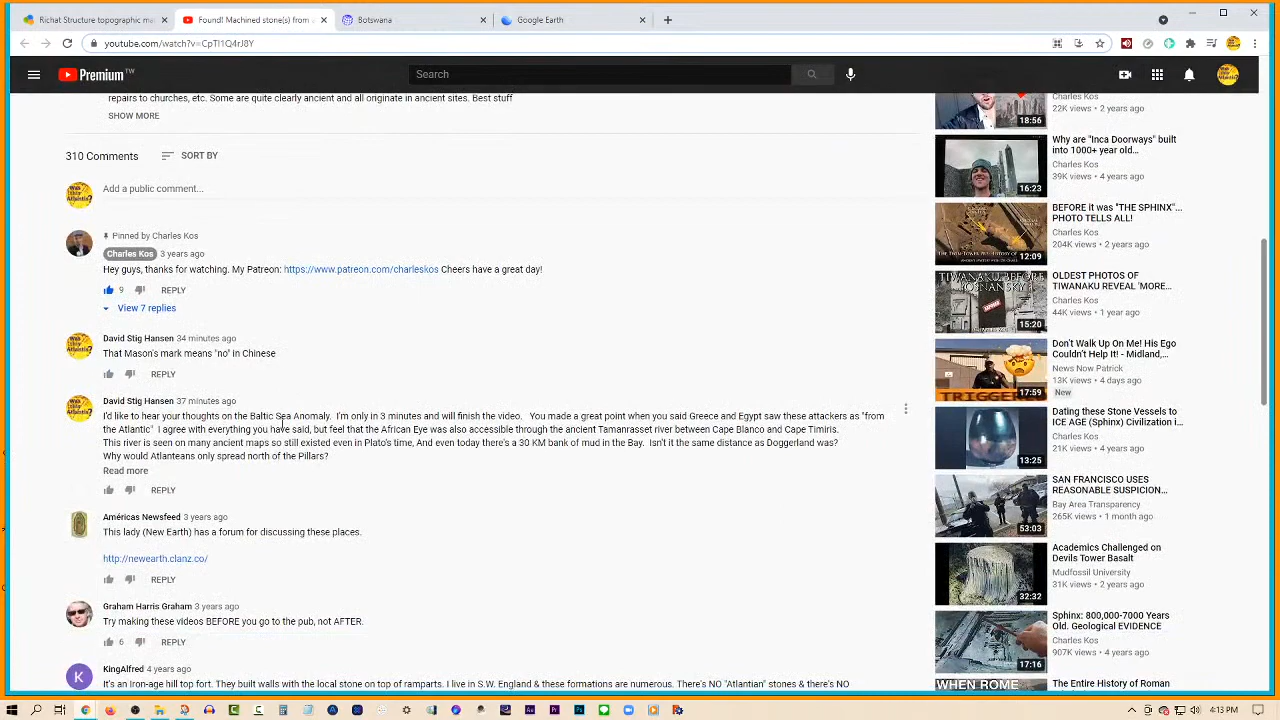 Richat Structure topographic ma
Found! Machined stone(s) from
Botswana
Google Earth
youtube.com/watch?v=CpTl1Q4rJ8Y
Premium TW
Search
repairs to churches, etc. Some are quite clearly ancient and all originate in ancient sites. Best stuff
SHOW MORE
310 Comments
SORT BY
Add a public comment...
Pinned by Charles Kos
Charles Kos 3 years ago
Hey guys, thanks for watching. My Patreon: https://www.patreon.com/charleskos Cheers have a great day!
9 REPLY
View 7 replies
David Stig Hansen 34 minutes ago
That Mason's mark means "no" in Chinese
REPLY
David Stig Hansen 37 minutes ago
I'd like to hear your thoughts on the Baltic Sea Anomaly. I'm only in 3 minutes and will finish the video. You made a great point when you said Greece and Egypt saw these attackers as "from
the Atlantic" I agree with everything you have said, but feel that the African Eye was also accessible through the ancient Tamanrasset river between Cape Blanco and Cape Timiris.
This river is seen on many ancient maps so still existed even in Plato's time, And even today there's a 30 KM bank of mud in the Bay. Isn't it the same distance as Doggerland was?
Why would Atlanteans only spread north of the Pillars?
Read more
REPLY
Américas Newsfeed 3 years ago
This lady (New Earth) has a forum for discussing these places.
http://newearth.clanz.co/
REPLY
Graham Harris Graham 3 years ago
Try making these videos BEFORE you go to the pub, not AFTER.
6 REPLY
KingAlfred 4 years ago
K
It's an Iron-age hill top fort. They built walls with the local stone on top of ramparts. I live in S.W. England & these formations are numerous. There's NO "Atlantian" stones & there's NO
Charles Kos
22K views • 2 years ago
18:56
Why are "Inca Doorways" built
into 1000+ year old...
Charles Kos
39K views • 4 years ago
16:23
BEFORE it was "THE SPHINX"...
PHOTO TELLS ALL!
Charles Kos
204K views • 2 years ago
12:09
TIWANAKU BEFORE
POSNANSKY
OLDEST PHOTOS OF
TIWANAKU REVEAL 'MORE...
Charles Kos
44K views • 1 year ago
15:20
Don't Walk Up On Me! His Ego
Couldn't Help It! - Midland,...
News Now Patrick
13K views • 4 days ago
New
TRIGGER
17:59
Dating these Stone Vessels to
ICE AGE (Sphinx) Civilization i...
Charles Kos
21K views • 4 years ago
13:25
SAN FRANCISCO USES
REASONABLE SUSPICION...
Bay Area Transparency
265K views • 1 month ago
53:03
Academics Challenged on
Devils Tower Basalt
Mudfossil University
31K views • 2 years ago
32:32
Sphinx: 800,000-7000 Years
Old. Geological EVIDENCE
Charles Kos
907K views • 4 years ago
17:16
WHEN ROME
The Entire History of Roman
4:13 PM